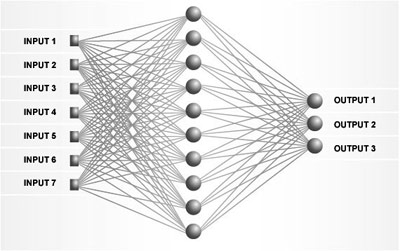 INPUT 1
INPUT 2
INPUT 3
INPUT 4
INPUT 5
INPUT 6
INPUT 7
OUTPUT 1
OUTPUT 2
OUTPUT 3